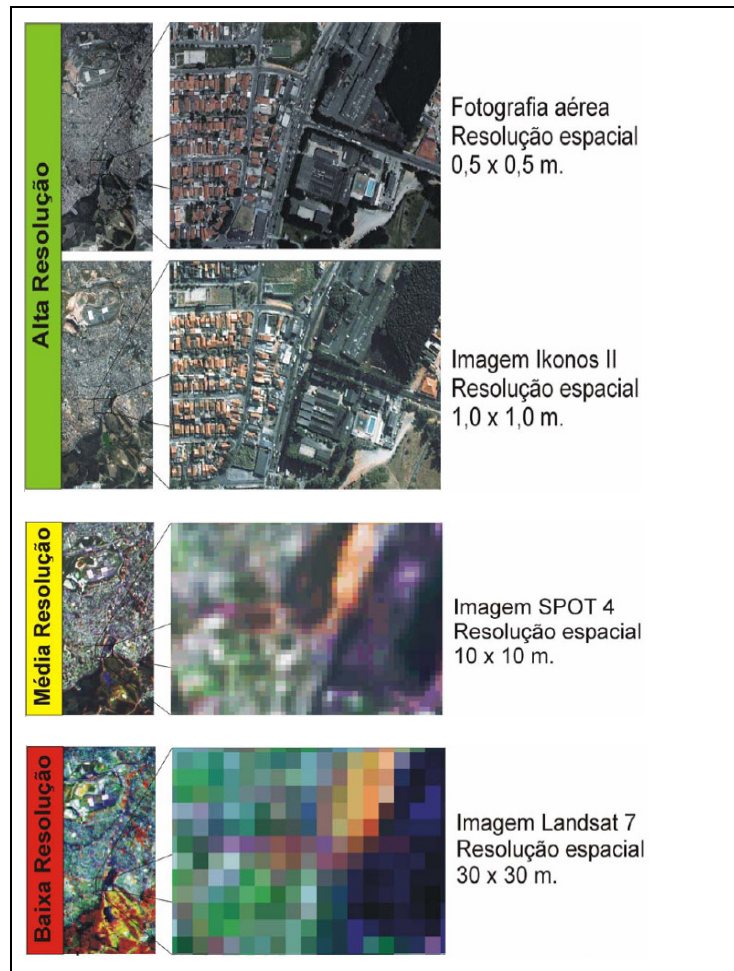 Alta Resolução
Fotografia aérea
Resolução espacial
0,5 x 0,5 m.
Imagem Ikonos II
Resolução espacial
1,0 x 1,0 m.
Média Resolução
Imagem SPOT 4
Resolução espacial
10 x 10 m.
Baixa Resolução
Imagem Landsat 7
Resolução espacial
30 x 30 m.